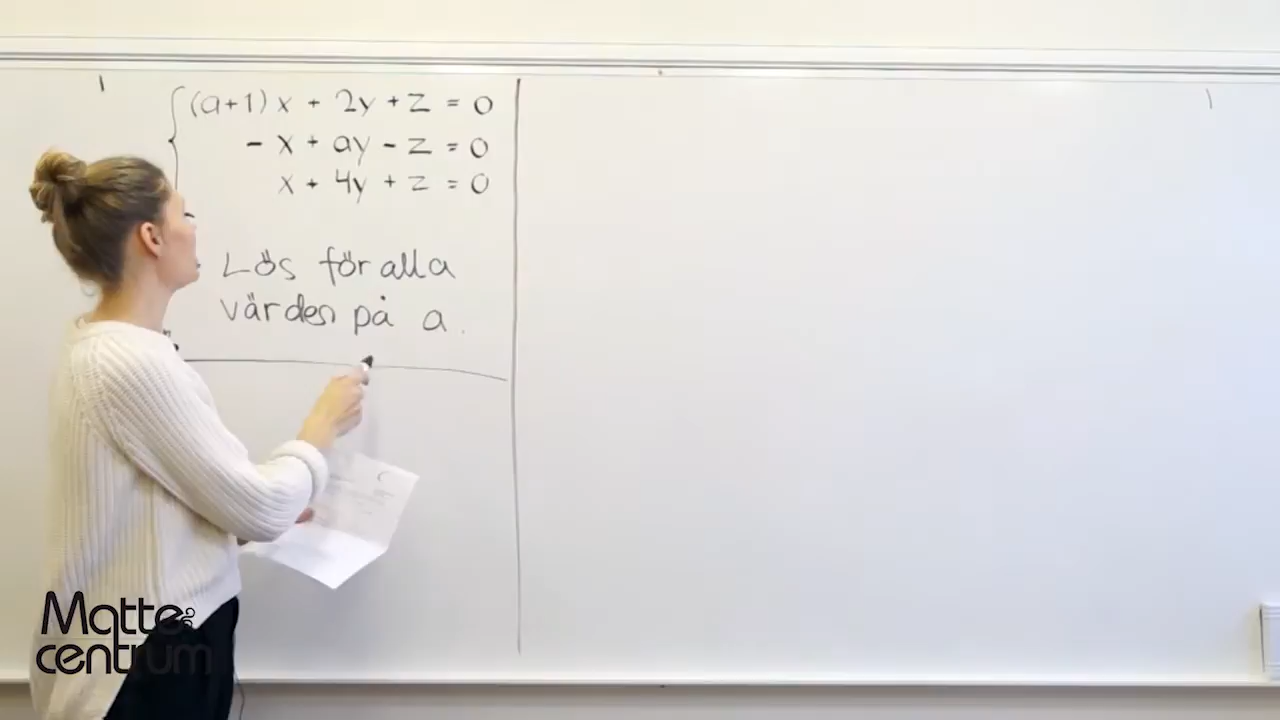 (a+1)x + 2y + z = 0
- x + ay - z = 0
x + 4y + z = 0
Lös för alla
värden på a.
Matte
centrum